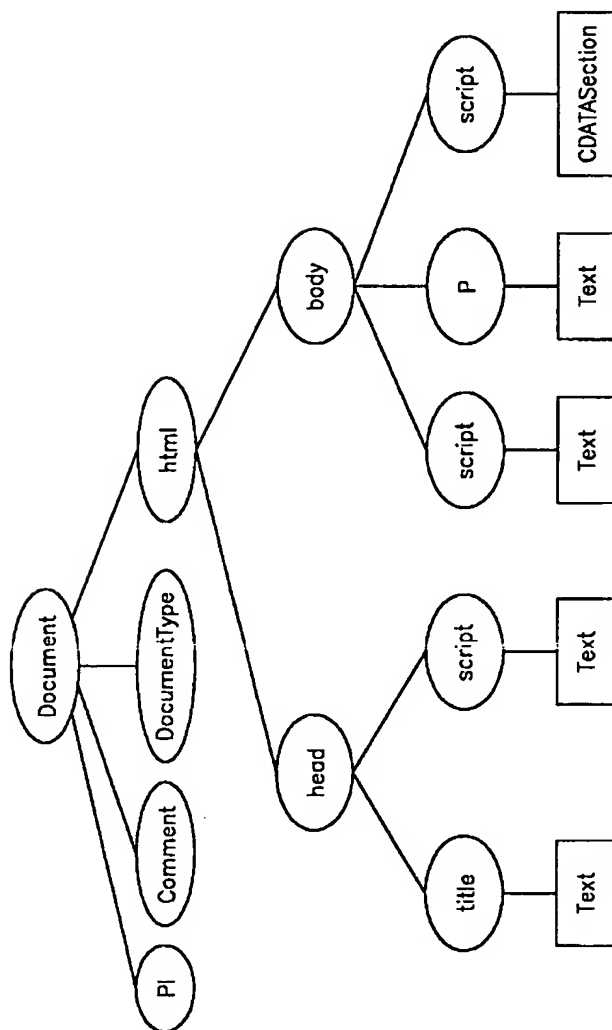 Document
PI
Comment
DocumentType
html
head
body
title
script
script
P
script
Text
Text
Text
Text
CDATASection